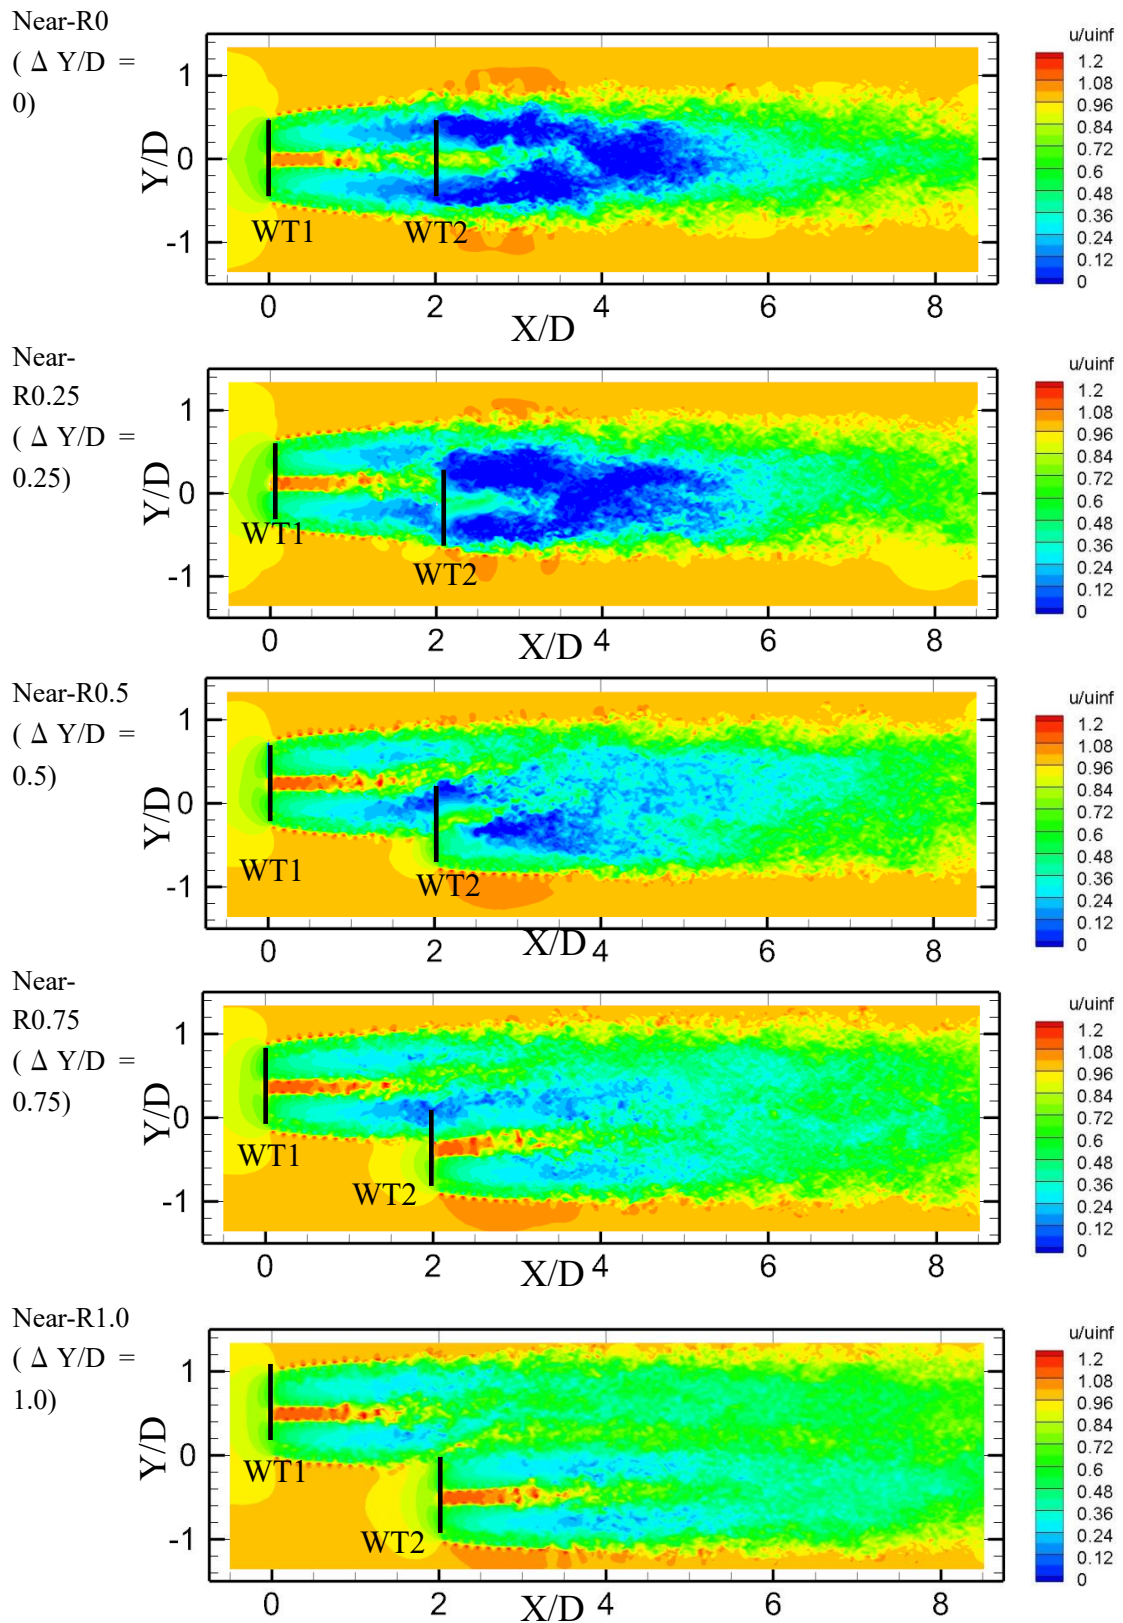 Near-R0
( Δ Y/D =
0)
u/uinf
1.2
1.08
0.96
0.84
0.72
0.6
0.48
0.36
0.24
0.12
0
Y/D
1
0
-1
WT1
WT2
0
2
4
6
8
X/D
Near-
R0.25
( Δ Y/D =
0.25)
u/uinf
1.2
1.08
0.96
0.84
0.72
0.6
0.48
0.36
0.24
0.12
0
Y/D
1
0
-1
WT1
WT2
0
2
4
6
8
X/D
Near-R0.5
( Δ Y/D =
0.5)
u/uinf
1.2
1.08
0.96
0.84
0.72
0.6
0.48
0.36
0.24
0.12
0
Y/D
1
0
-1
WT1
WT2
0
2
4
6
8
X/D
Near-
R0.75
( Δ Y/D =
0.75)
u/uinf
1.2
1.08
0.96
0.84
0.72
0.6
0.48
0.36
0.24
0.12
0
Y/D
1
0
-1
WT1
WT2
0
2
4
6
8
X/D
Near-R1.0
( Δ Y/D =
1.0)
u/uinf
1.2
1.08
0.96
0.84
0.72
0.6
0.48
0.36
0.24
0.12
0
Y/D
1
0
-1
WT1
WT2
0
2
4
6
8
X/D